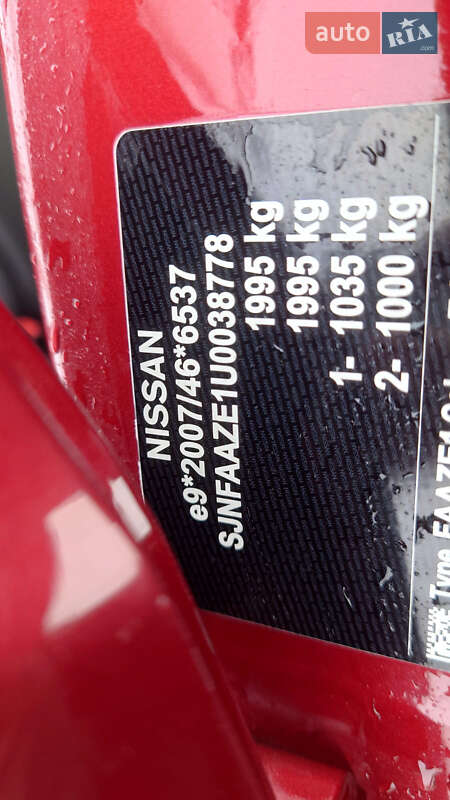 auto RIA .com
NISSAN
e9*2007/46*6537
SJNFAAZE1U0038778
1995 kg
1995 kg
1- 1035 kg
2- 1000 kg
Type